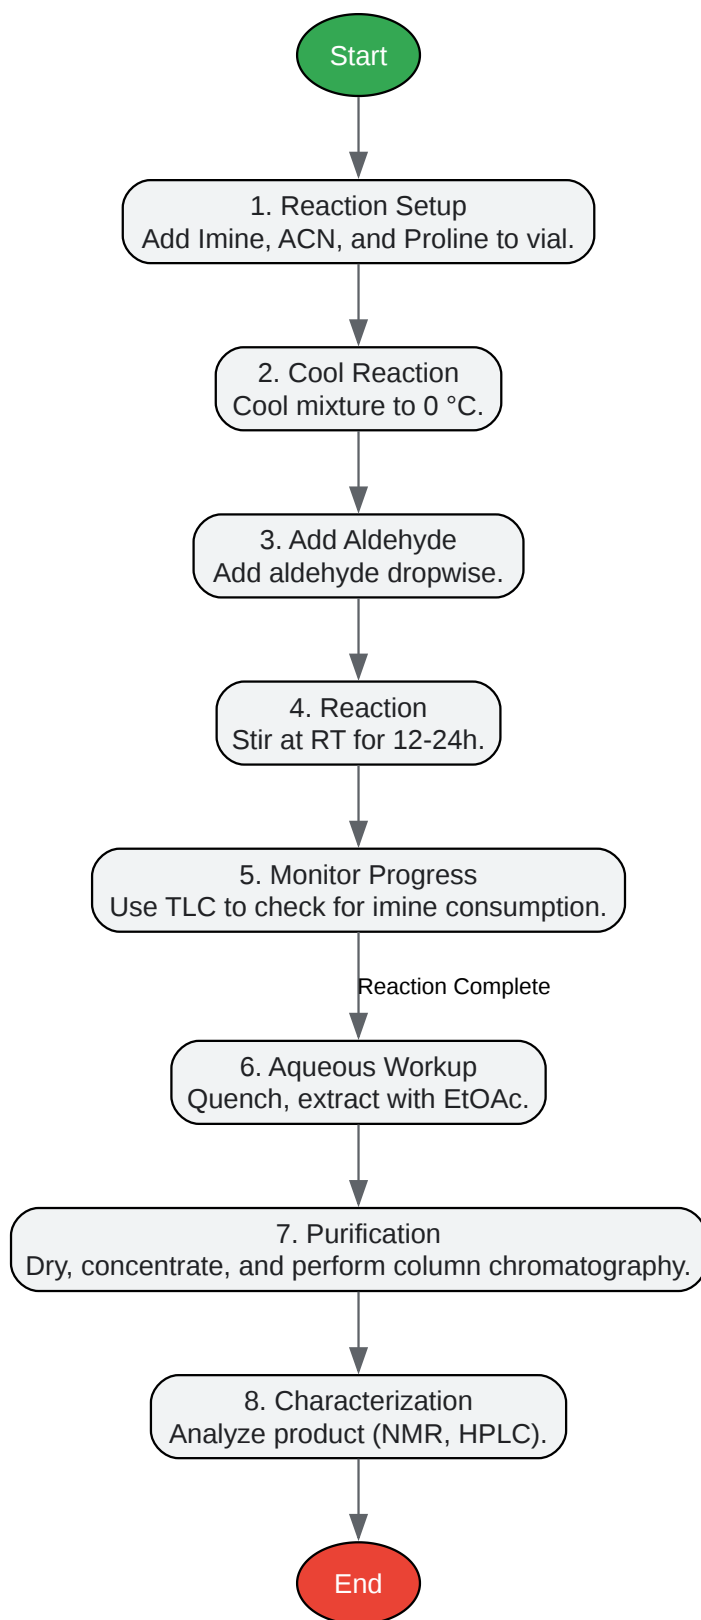 Start
1. Reaction Setup
Add Imine, ACN, and Proline to vial.
2. Cool Reaction
Cool mixture to 0 °C.
3. Add Aldehyde
Add aldehyde dropwise.
4. Reaction
Stir at RT for 12-24h.
5. Monitor Progress
Use TLC to check for imine consumption.
Reaction Complete
6. Aqueous Workup
Quench, extract with EtOAc.
7. Purification
Dry, concentrate, and perform column chromatography.
8. Characterization
Analyze product (NMR, HPLC).
End